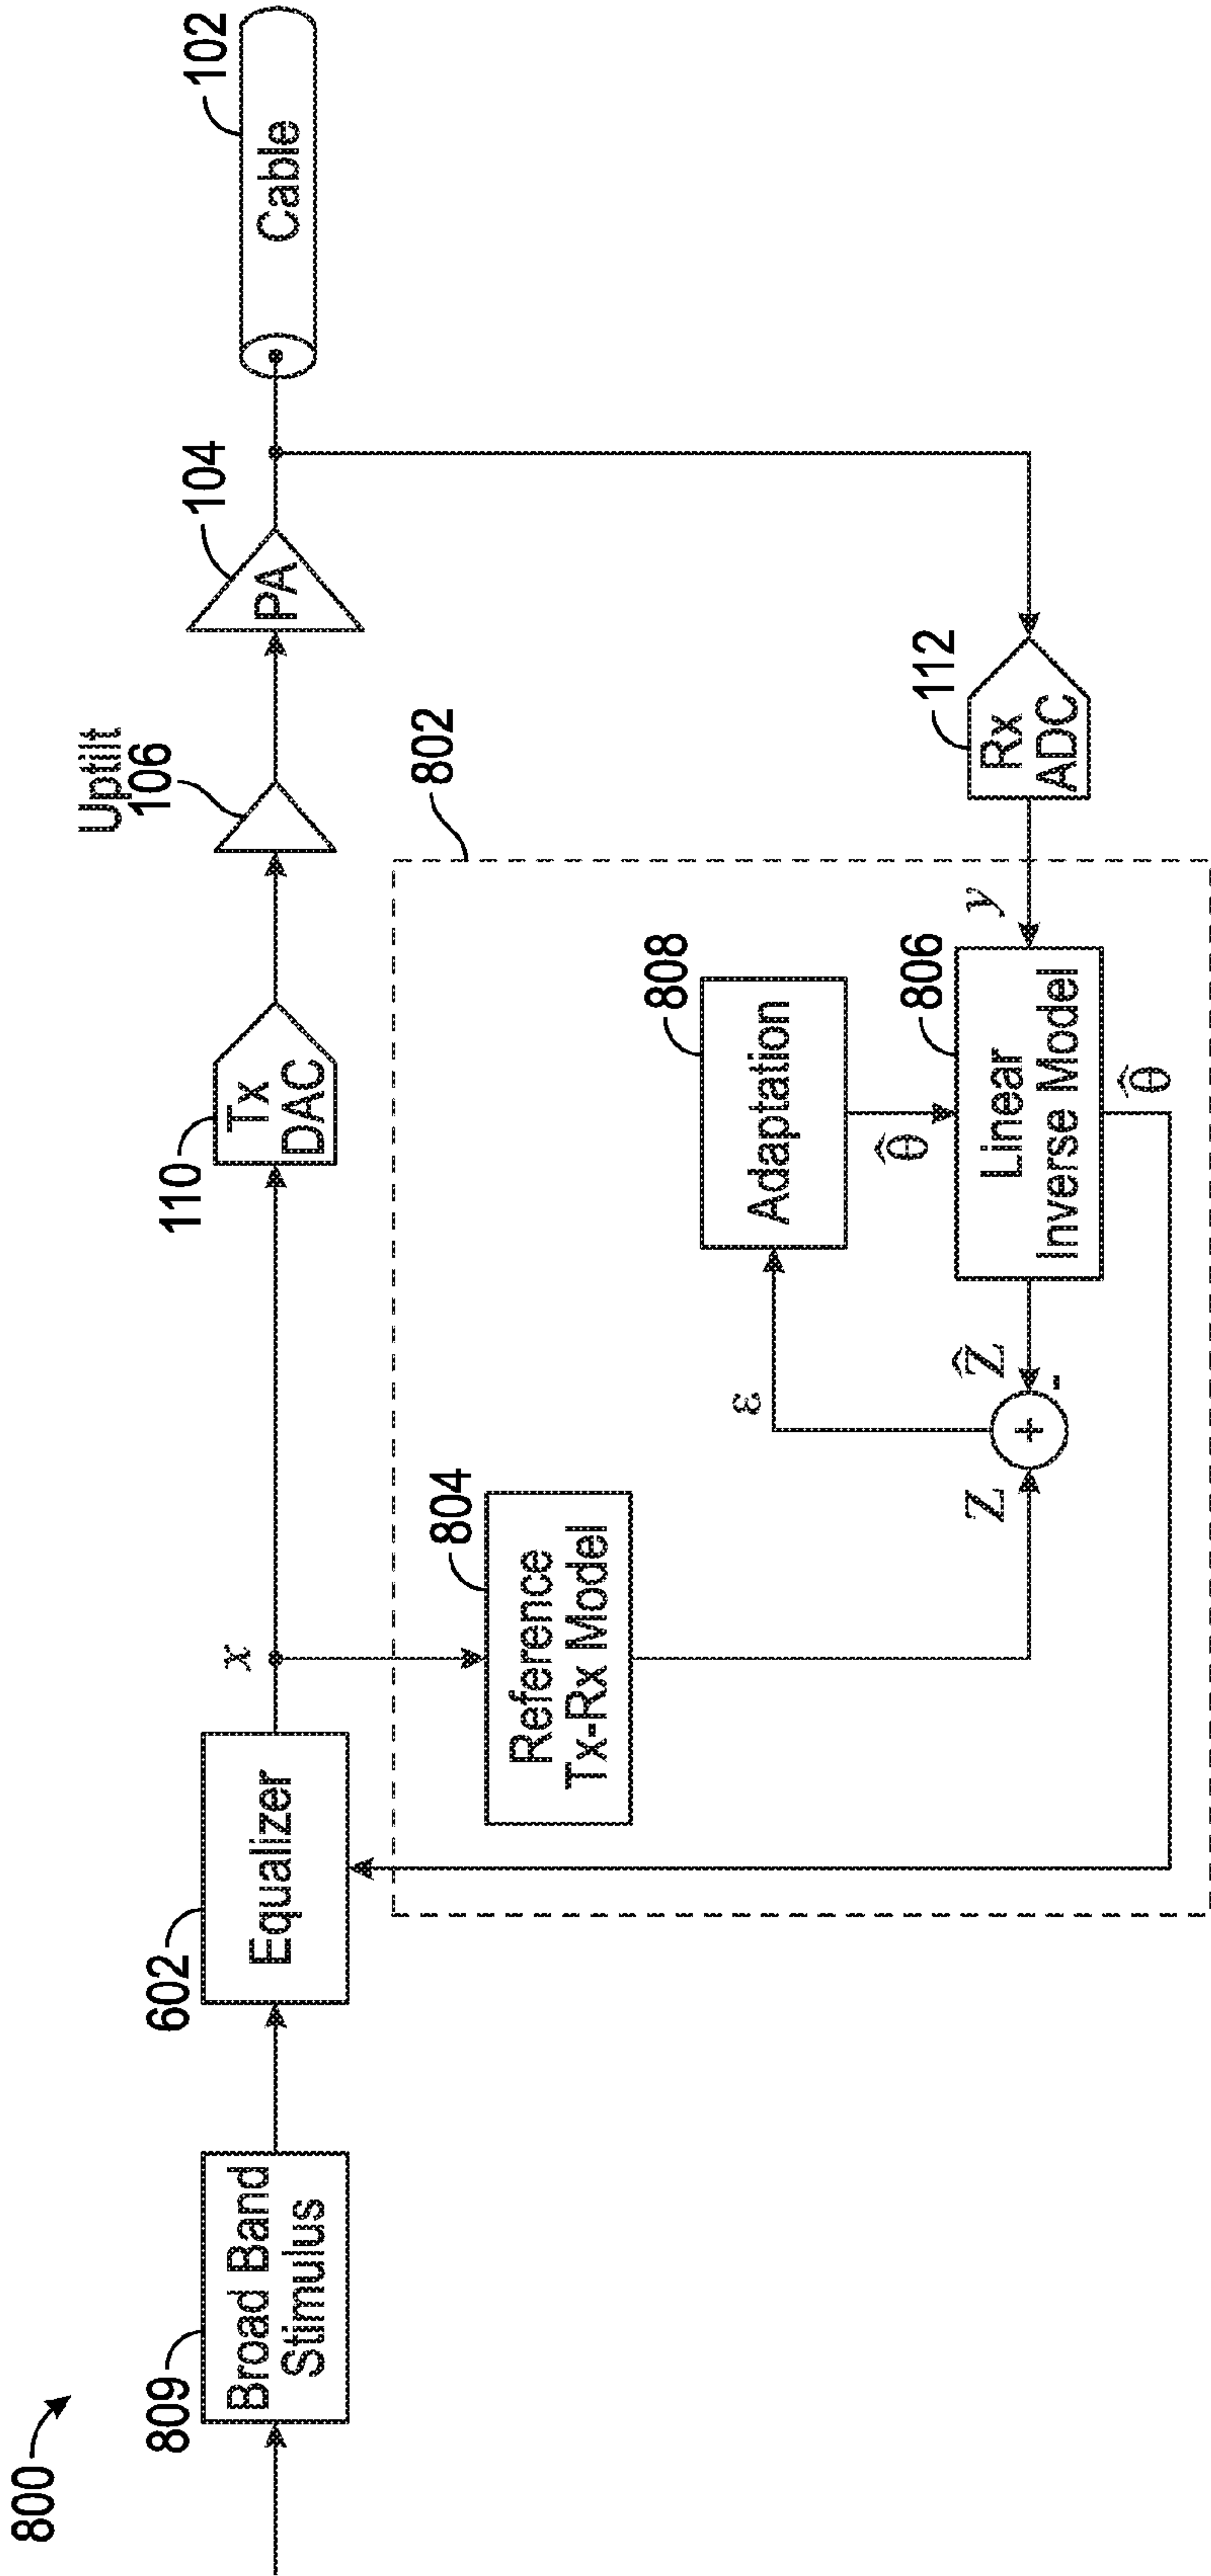 800
809
Broad Band
Stimulus
602
Equalizer
x
110
Tx
DAC
Uptilt
106
104
PA
102
Cable
802
804
Reference
Tx-Rx Model
808
Adaptation
ε
θ̂
Z
+
-
Ẑ
806
Linear
Inverse Model
θ̂
y
112
Rx
ADC